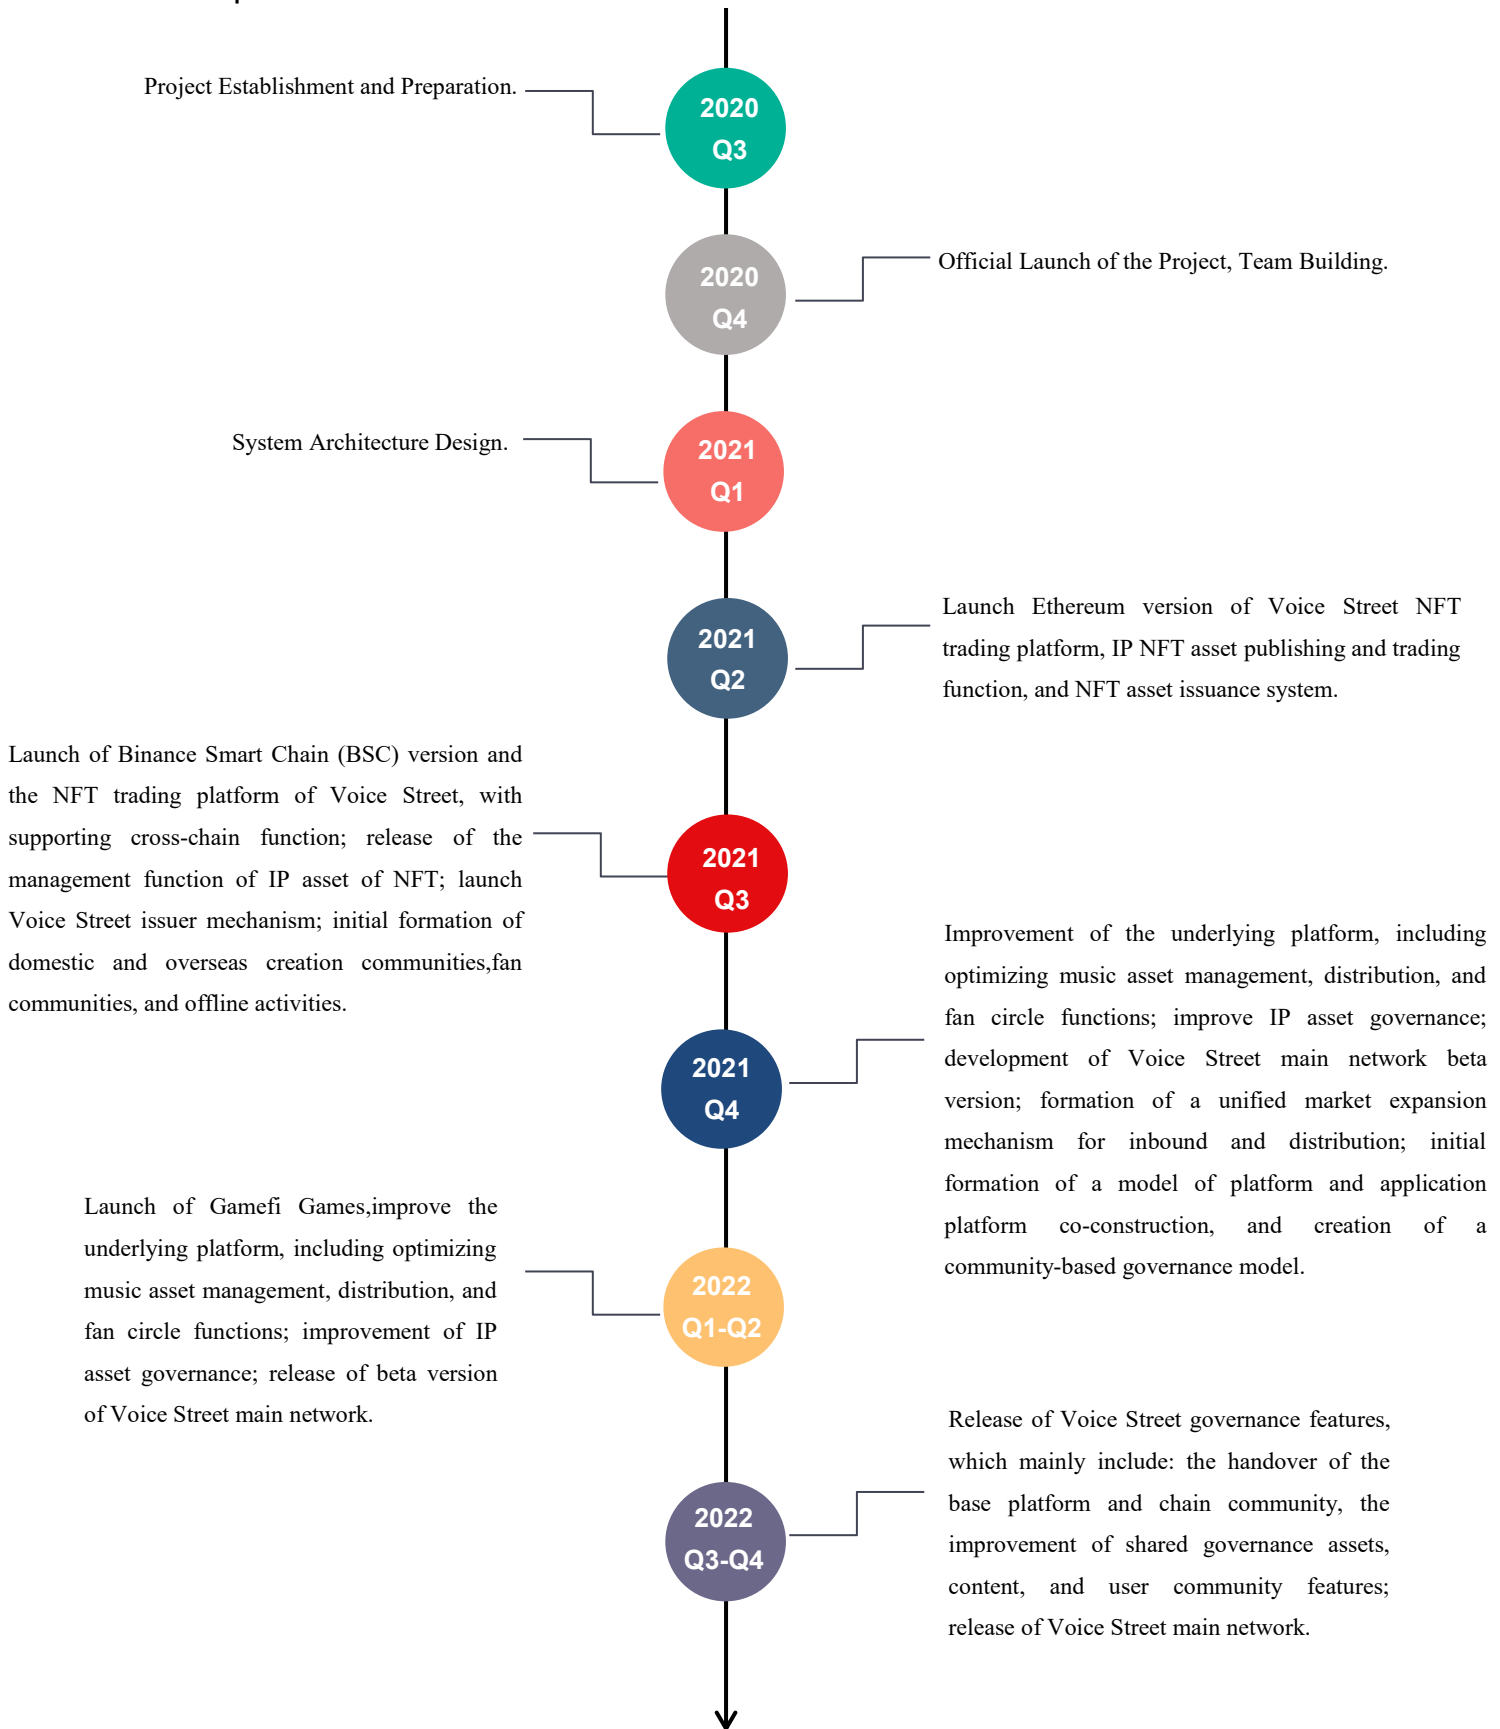 Project Establishment and Preparation.
2020
Q3
2020
Q4
Official Launch of the Project, Team Building.
System Architecture Design.
2021
Q1
2021
Q2
Launch Ethereum version of Voice Street NFT
trading platform, IP NFT asset publishing and trading
function, and NFT asset issuance system.
Launch of Binance Smart Chain (BSC) version and
the NFT trading platform of Voice Street, with
supporting cross-chain function; release of the
management function of IP asset of NFT; launch
Voice Street issuer mechanism; initial formation of
domestic and overseas creation communities,fan
communities, and offline activities.
2021
Q3
2021
Q4
Improvement of the underlying platform, including
optimizing music asset management, distribution, and
fan circle functions; improve IP asset governance;
development of Voice Street main network beta
version; formation of a unified market expansion
mechanism for inbound and distribution; initial
formation of a model of platform and application
platform co-construction, and creation of a
community-based governance model.
Launch of Gamefi Games,improve the
underlying platform, including optimizing
music asset management, distribution, and
fan circle functions; improvement of IP
asset governance; release of beta version
of Voice Street main network.
2022
Q1-Q2
2022
Q3-Q4
Release of Voice Street governance features,
which mainly include: the handover of the
base platform and chain community, the
improvement of shared governance assets,
content, and user community features;
release of Voice Street main network.